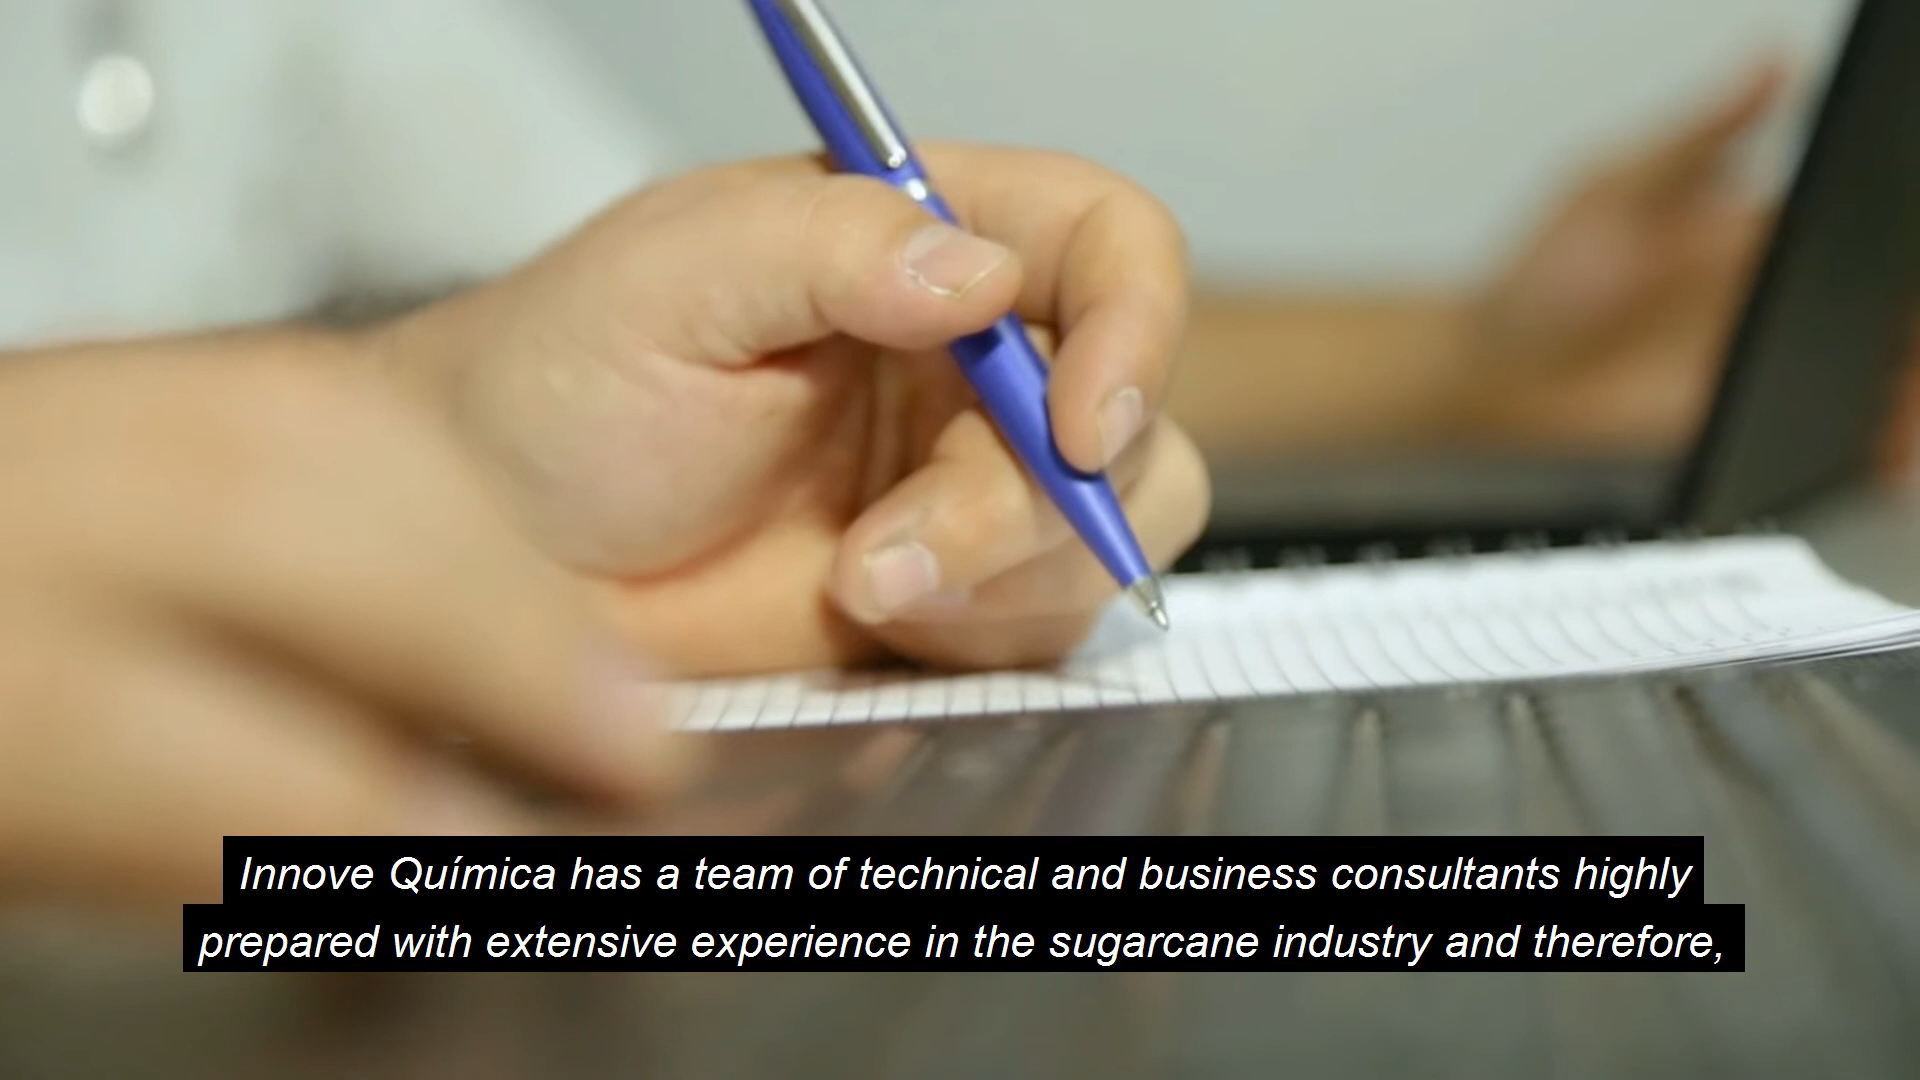 Innove Química has a team of technical and business consultants highly
prepared with extensive experience in the sugarcane industry and therefore,